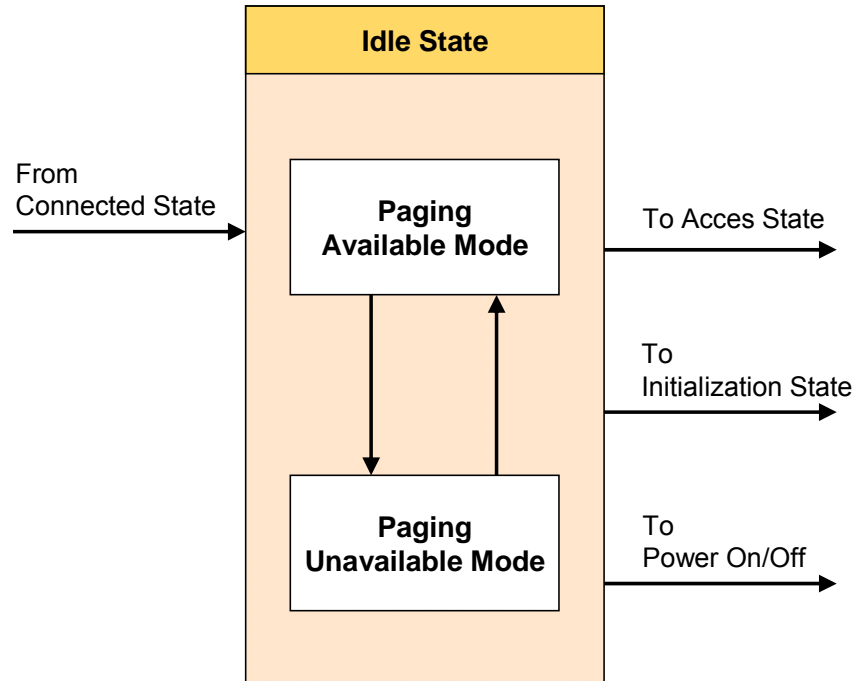 Idle State
From
Connected State
Paging
Available Mode
To Acces State
To
Initialization State
Paging
Unavailable Mode
To
Power On/Off